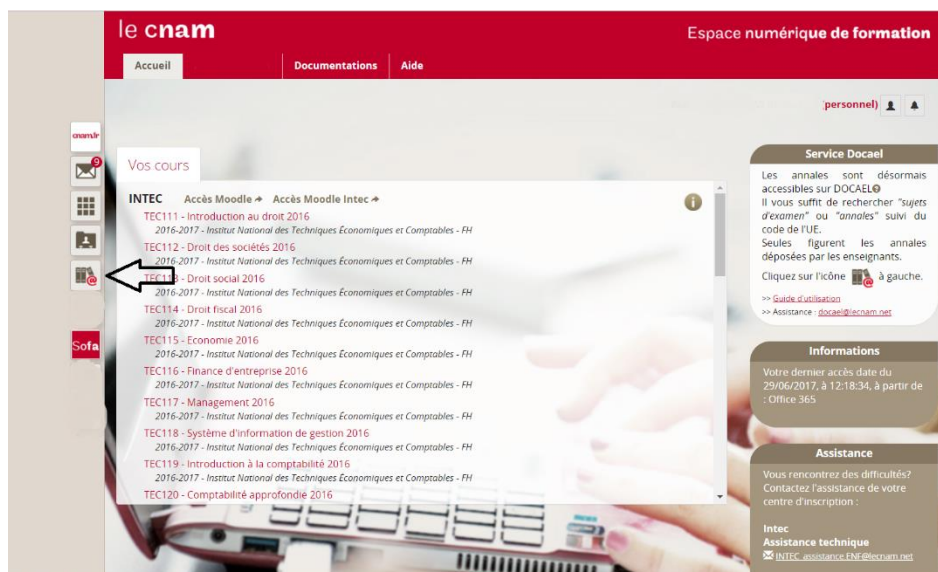 le cnam
Espace numérique de formation
Accueil
Documentations
Aide
personnel)
cnam.fr
9
Sofa
Vos cours
INTEC Accès Moodle Accès Moodle Intec
TEC111 - Introduction au droit 2016
2016-2017 - Institut National des Techniques Économiques et Comptables - FH
TEC112 - Droit des sociétés 2016
2016-2017 - Institut National des Techniques Économiques et Comptables - FH
TEC113 - Droit social 2016
2016-2017 - Institut National des Techniques Économiques et Comptables - FH
TEC114 - Droit fiscal 2016
2016-2017 - Institut National des Techniques Économiques et Comptables - FH
TEC115 - Economie 2016
2016-2017 - Institut National des Techniques Économiques et Comptables - FH
TEC116 - Finance d'entreprise 2016
2016-2017 - Institut National des Techniques Économiques et Comptables - FH
TEC117 - Management 2016
2016-2017 - Institut National des Techniques Économiques et Comptables - FH
TEC118 - Système d'information de gestion 2016
2016-2017 - Institut National des Techniques Économiques et Comptables - FH
TEC119 - Introduction à la comptabilité 2016
2016-2017 - Institut National des Techniques Économiques et Comptables - FH
TEC120 - Comptabilité approfondie 2016
Service Docael
Les annales sont désormais
accessibles sur DOCAEL
Il vous suffit de rechercher "sujets
d'examen" ou "annales" suivi du
code de l'UE.
Seules figurent les annales
déposées par les enseignants.
Cliquez sur l'icône à gauche.
>> Guide d'utilisation
>> Assistance : docael@lecnam.net
Informations
Votre dernier accès date du
29/06/2017, à 12:18:34, à partir de
: Office 365
Assistance
Vous rencontrez des difficultés?
Contactez l'assistance de votre
centre d'inscription :
Intec
Assistance technique
INTEC_assistance.ENF@lecnam.net